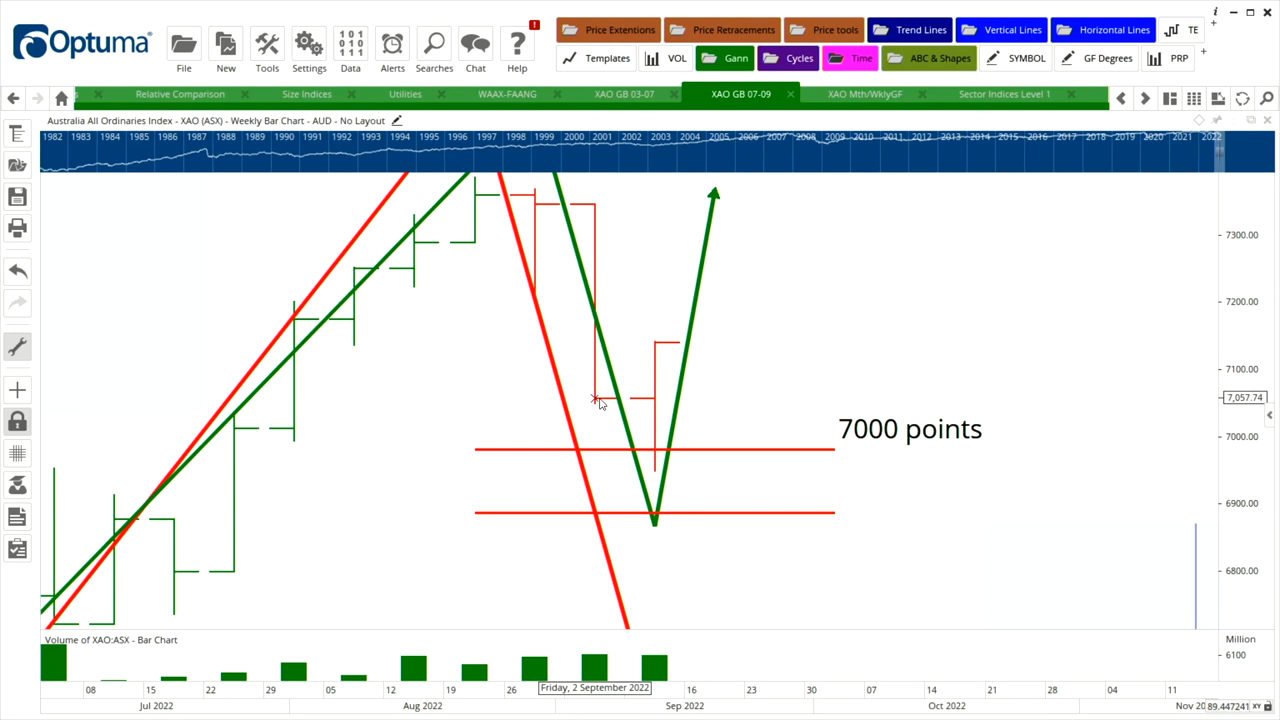 Optuma
File
New
Tools
Settings
Data
Alerts
Searches
Chat
Help
Price Extentions
Price Retracements
Price tools
Trend Lines
Vertical Lines
Horizontal Lines
TE
Templates
VOL
Gann
Cycles
Time
ABC & Shapes
SYMBOL
GF Degrees
PRP
Relative Comparison
Size Indices
Utilities
WAAX-FAANG
XAO GB 03-07
XAO GB 07-09
XAO Mth/WklyGF
Sector Indices Level 1
Australia All Ordinaries Index - XAO (ASX) - Weekly Bar Chart - AUD - No Layout
1982 1983 1984 1985 1986 1987 1988 1989 1990 1991 1992 1993 1994 1995 1996 1997 1998 1999 2000 2001 2002 2003 2004 2005 2006 2007 2008 2009 2010 2011 2012 2013 2014 2015 2016 2017 2018 2019 2020 2021 2022
7300.00
7200.00
7100.00
7,057.74
7000 points
7000.00
6900.00
6800.00
Volume of XAO:ASX - Bar Chart
Million
6100
08 15 22 29 05 12 19 26 Friday, 2 September 2022 16 23 30 07 14 21 28 04 11
Jul 2022 Aug 2022 Sep 2022 Oct 2022 Nov 20
89.447241 XY